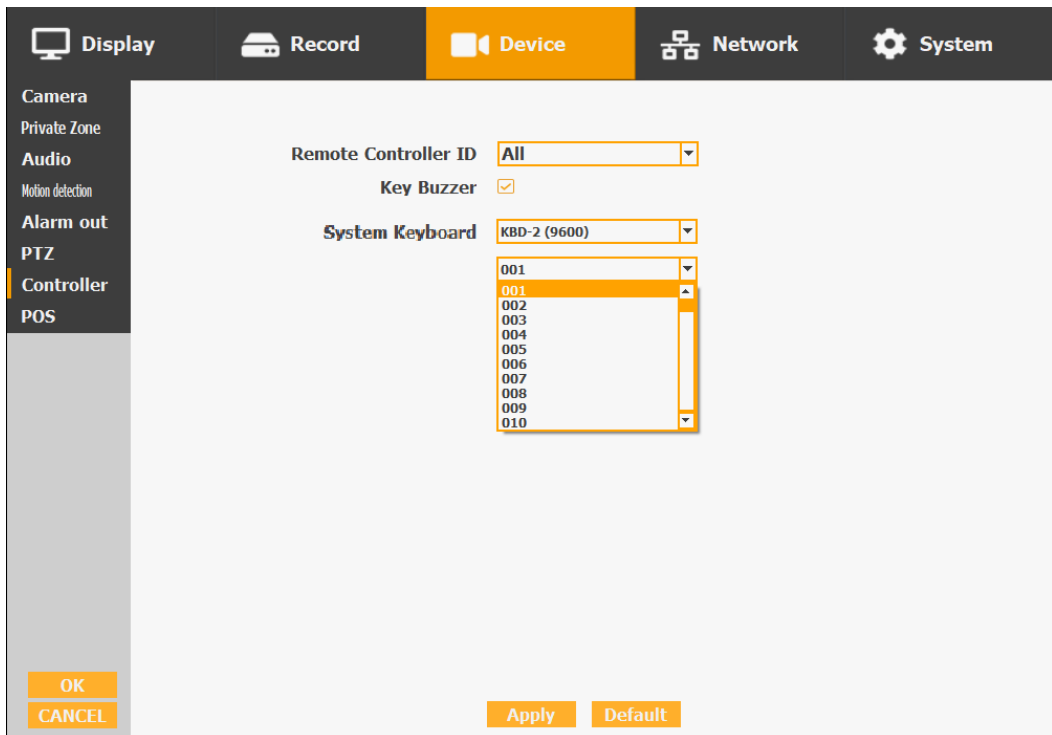 Display Record Device Network System
Camera
Private Zone
Audio
Motion detection
Alarm out
PTZ
Controller
POS
Remote Controller ID All
Key Buzzer
System Keyboard KBD-2 (9600)
001
001
002
003
004
005
006
007
008
009
010
OK
CANCEL
Apply Default